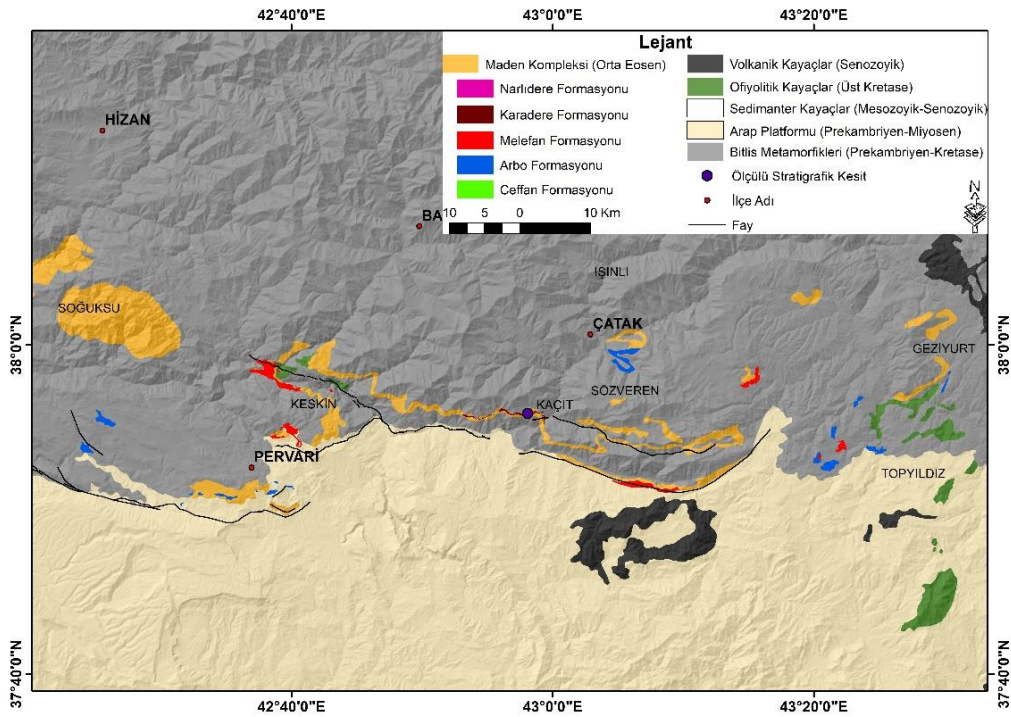 42°40'0"E
43°0'0"E
43°20'0"E
Lejant
Maden Kompleksi (Orta Eosen)
Narlıdere Formasyonu
Karadere Formasyonu
Melefan Formasyonu
Arbo Formasyonu
Ceffan Formasyonu
10 5 0 10 Km
Volkanik Kayaçlar (Senozoyik)
Ofiyolitik Kayaçlar (Üst Kretase)
Sedimanter Kayaçlar (Mesozoyik-Senozoyik)
Arap Platformu (Prekambriyen-Miyosen)
Bitlis Metamorfikleri (Prekambriyen-Kretase)
Ölçülü Stratigrafik Kesit
İlçe Adı
Fay
N
HİZAN
BA
IŞINLI
SOĞUKSU
ÇATAK
38°0'0"N
38°0'0"N
GEZİYURT
SÖZVEREN
KESKİN
KAÇIT
PERVARİ
TOPYILDIZ
37°40'0"N
37°40'0"N
42°40'0"E
43°0'0"E
43°20'0"E